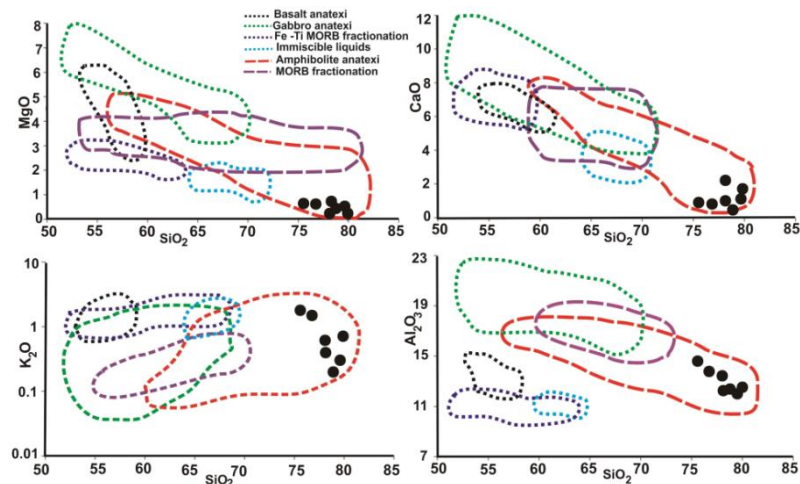 Basalt anatexi
Gabbro anatexi
Fe -Ti MORB fractionation
Immiscible liquids
Amphibolite anatexi
MORB fractionation
MgO
8
7
6
5
4
3
2
1
0
50 55 60 65 70 75 80 85
SiO2
CaO
12
10
8
6
4
2
0
50 55 60 65 70 75 80 85
SiO2
K2O
10
1
0.1
0.01
50 55 60 65 70 75 80 85
SiO2
Al2O3
23
19
15
11
7
50 55 60 65 70 75 80 85
SiO2